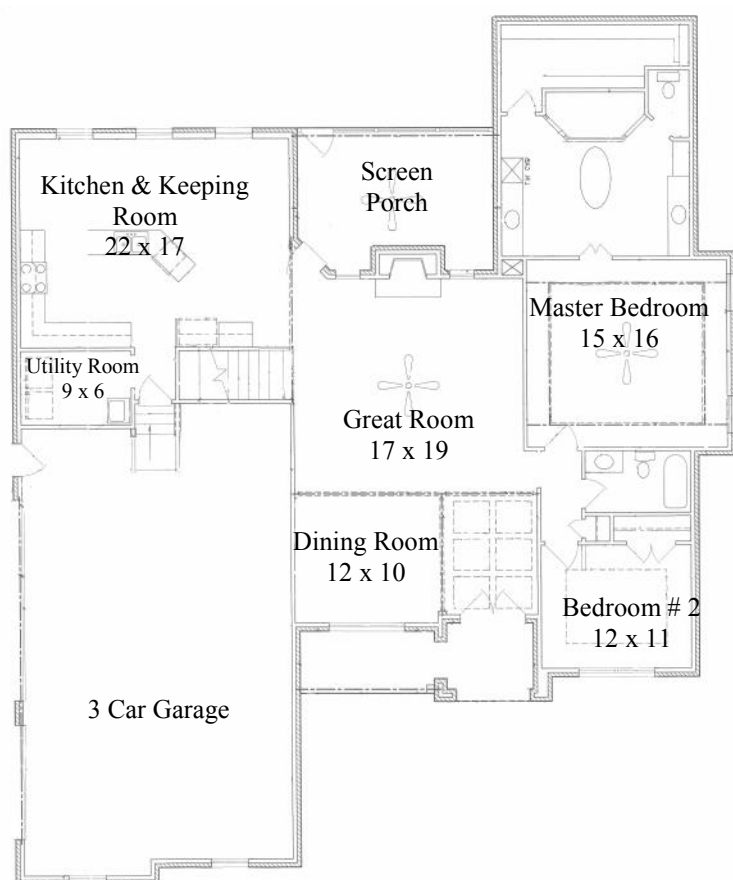 Kitchen & Keeping
Room
22 x 17
Screen
Porch
Master Bedroom
15 x 16
Utility Room
9 x 6
Great Room
17 x 19
Dining Room
12 x 10
Bedroom # 2
12 x 11
3 Car Garage